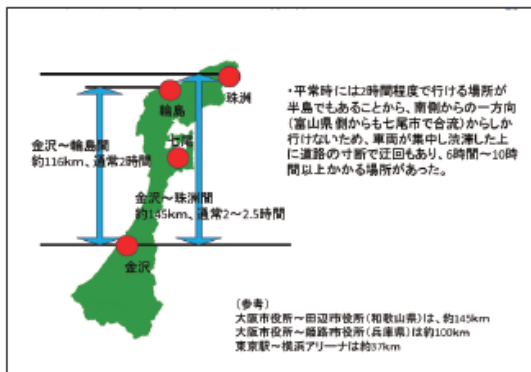 珠洲
輪島
七尾
金沢～輪島間
約116km、通常2時間
金沢～珠洲間
約145km、通常2～2.5時間
金沢
・平常時には2時間程度で行ける場所が
半島でもあることから、南側からの一方向
(富山県側からも七尾市で合流)からしか
行けないため、車両が集中し渋滞した上
に道路の寸断で迂回もあり、6時間～10時
間以上かかる場所があった。
(参考)
大阪市役所～田辺市役所(和歌山県)は、約145km
大阪市役所～姫路市役所(兵庫県)は約100km
東京駅～横浜アリーナは約37km